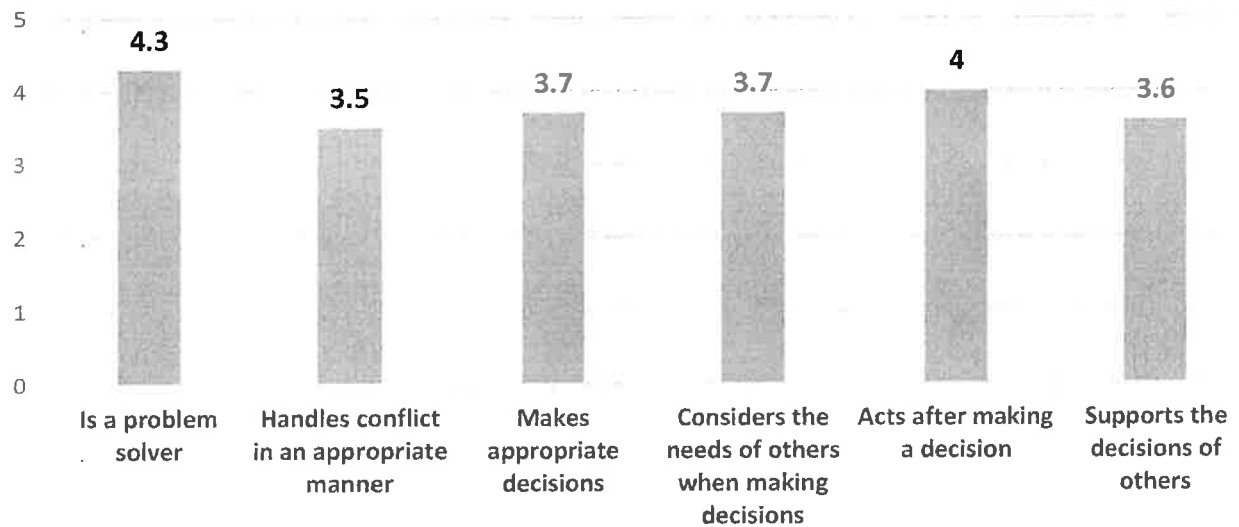 5
4.3
4
3.7
3.7
4
3.6
3.5
3
2
1
0
Is a problem
solver
Handles conflict
in an appropriate
manner
Makes
appropriate
decisions
Considers the
needs of others
when making
decisions
Acts after making
a decision
Supports the
decisions of
others